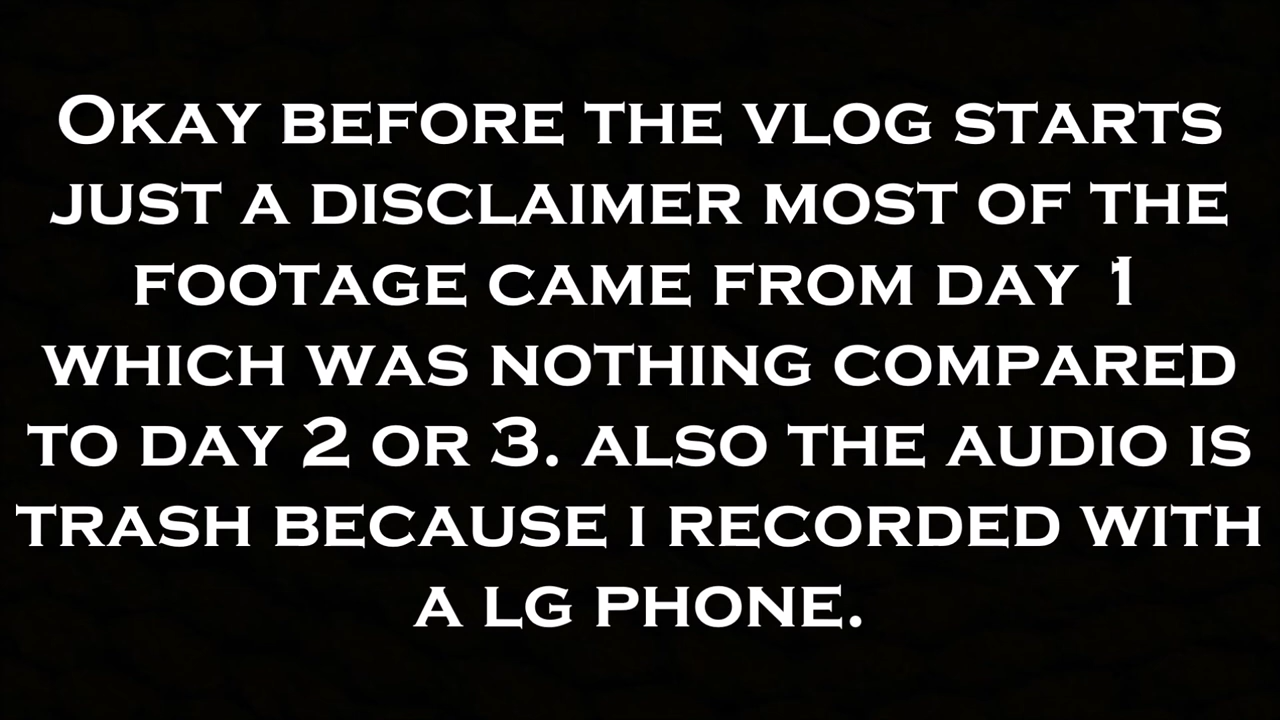 Okay before the vlog starts
just a disclaimer most of the
footage came from day 1
which was nothing compared
to day 2 or 3. also the audio is
trash because i recorded with
a lg phone.